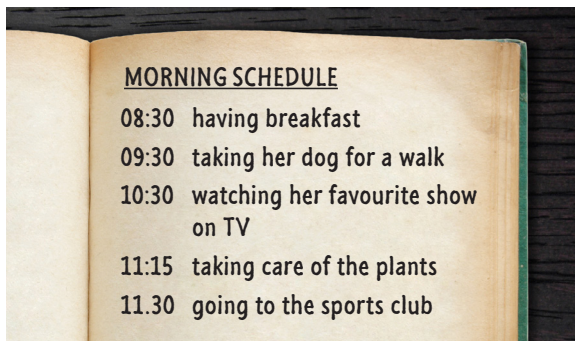 MORNING SCHEDULE
08:30 having breakfast
09:30 taking her dog for a walk
10:30 watching her favourite show
on TV
11:15 taking care of the plants
11.30 going to the sports club